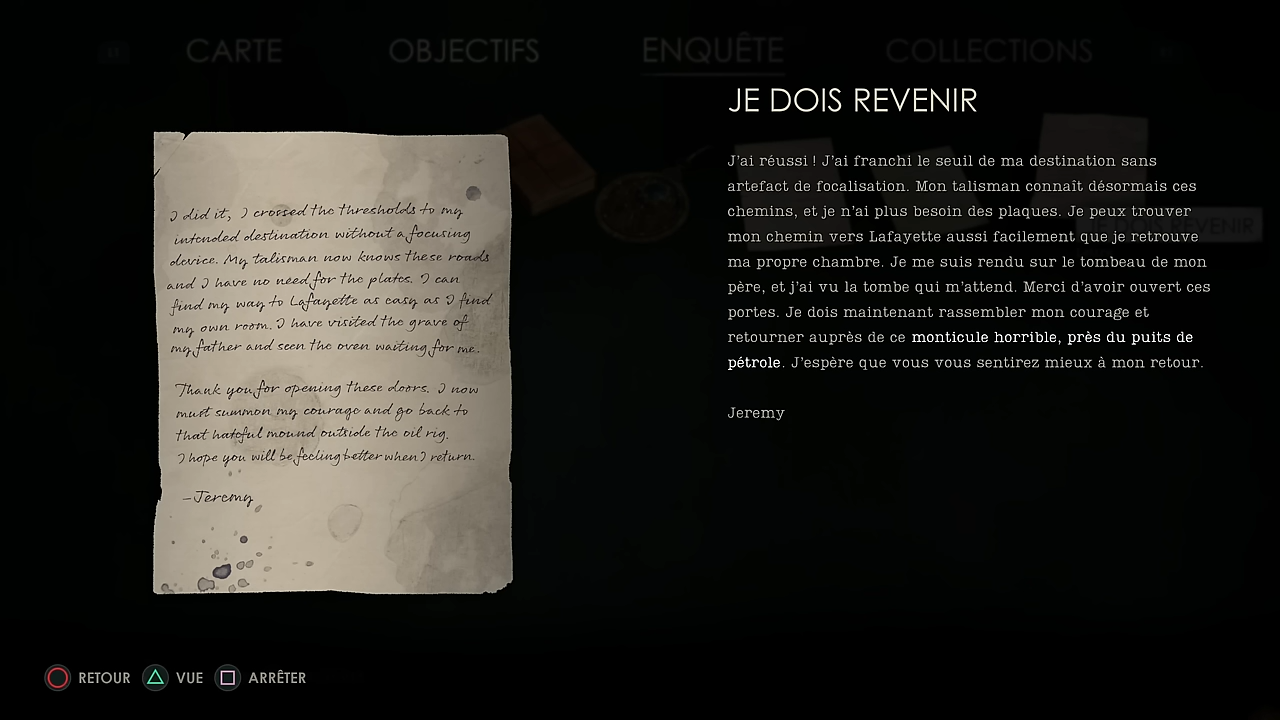 CARTE
OBJECTIFS
ENQUÊTE
COLLECTIONS
JE DOIS REVENIR
I did it, I crossed the thresholds to my
intended destination without a focusing
device. My talisman now knows these roads
and I have no need for the plates. I can
find my way to Lafayette as easy as I find
my own room. I have visited the grave of
my father and seen the oven waiting for me.
Thank you for opening these doors. I now
must summon my courage and go back to
that hateful mound outside the oil rig.
I hope you will be feeling better when I return.
–Jeremy
J'ai réussi ! J'ai franchi le seuil de ma destination sans
artefact de focalisation. Mon talisman connaît désormais ces
chemins, et je n'ai plus besoin des plaques. Je peux trouver
mon chemin vers Lafayette aussi facilement que je retrouve
ma propre chambre. Je me suis rendu sur le tombeau de mon
père, et j'ai vu la tombe qui m'attend. Merci d'avoir ouvert ces
portes. Je dois maintenant rassembler mon courage et
retourner auprès de ce monticule horrible, près du puits de
pétrole. J'espère que vous vous sentirez mieux à mon retour.
Jeremy
REVENIR
RETOUR
VUE
ARRÊTER